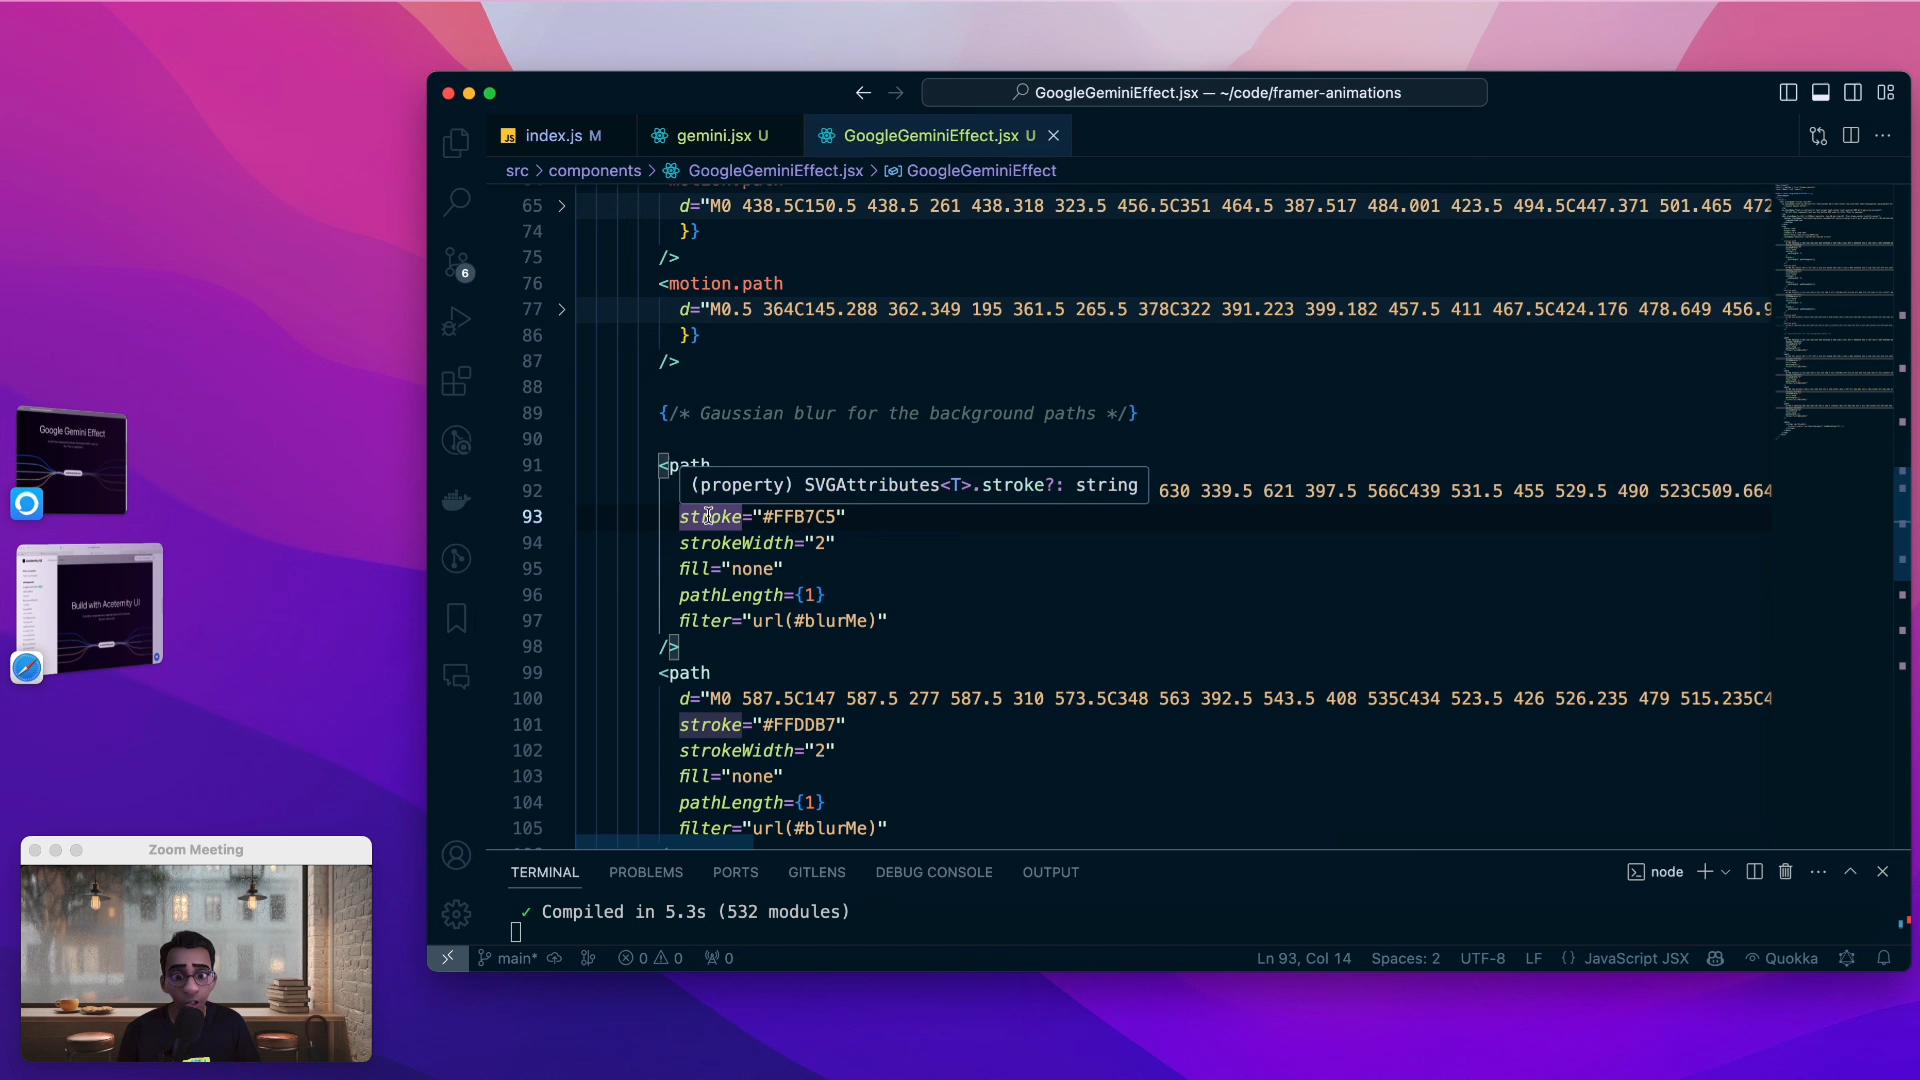 GoogleGeminiEffect.jsx — ~/code/framer-animations
index.js M
gemini.jsx U
GoogleGeminiEffect.jsx U
src > components > GoogleGeminiEffect.jsx > GoogleGeminiEffect
65 d="M0 438.5C150.5 438.5 261 438.318 323.5 456.5C351 464.5 387.517 484.001 423.5 494.5C447.371 501.465 472
74 }}
75 />
76 <motion.path
77 d="M0.5 364C145.288 362.349 195 361.5 265.5 378C322 391.223 399.182 457.5 411 467.5C424.176 478.649 456.9
86 }}
87 />
88
89 {/* Gaussian blur for the background paths */}
90
91 <path
(property) SVGAttributes<T>.stroke?: string
92 630 339.5 621 397.5 566C439 531.5 455 529.5 490 523C509.664
93 stroke="#FFB7C5"
94 strokeWidth="2"
95 fill="none"
96 pathLength={1}
97 filter="url(#blurMe)"
98 />
99 <path
100 d="M0 587.5C147 587.5 277 587.5 310 573.5C348 563 392.5 543.5 408 535C434 523.5 426 526.235 479 515.235C4
101 stroke="#FFDDB7"
102 strokeWidth="2"
103 fill="none"
104 pathLength={1}
105 filter="url(#blurMe)"
6
TERMINAL PROBLEMS PORTS GITLENS DEBUG CONSOLE OUTPUT
node
✓ Compiled in 5.3s (532 modules)
main* 0 0 0 Ln 93, Col 14 Spaces: 2 UTF-8 LF {} JavaScript JSX Quokka
Google Gemini Effect
Build with Aceternity UI
Zoom Meeting